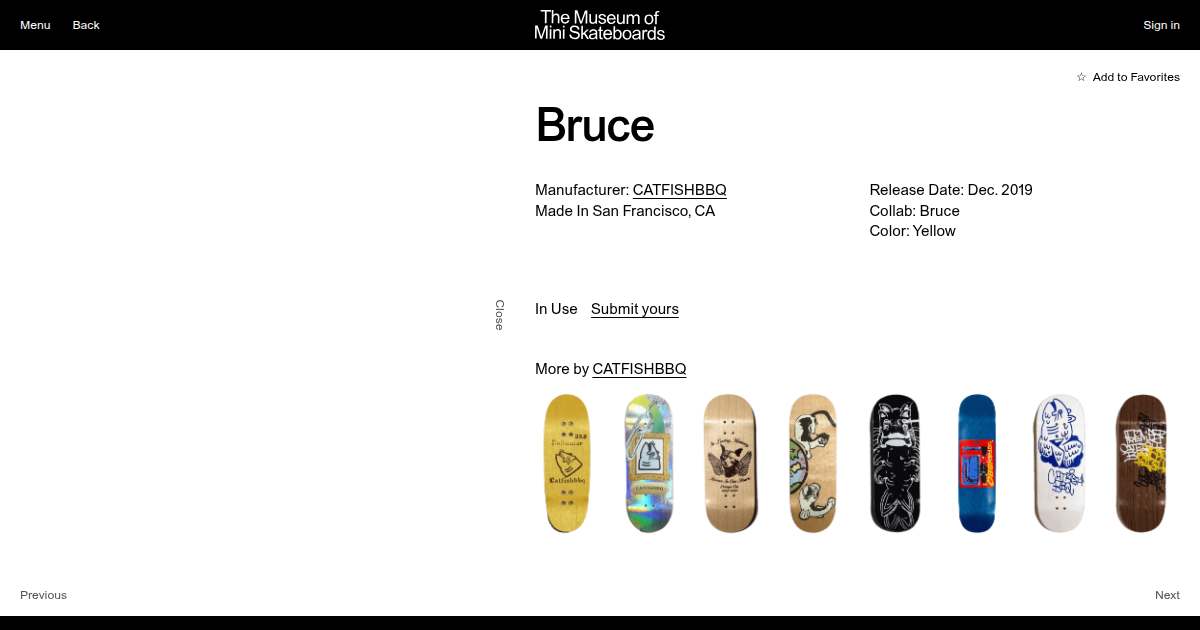 Menu
Back
The Museum of
Mini Skateboards
Sign in
☆ Add to Favorites
Bruce
Manufacturer: CATFISHBBQ
Made In San Francisco, CA
Release Date: Dec. 2019
Collab: Bruce
Color: Yellow
Close
In Use Submit yours
More by CATFISHBBQ
Catfishbbq
Previous
Next